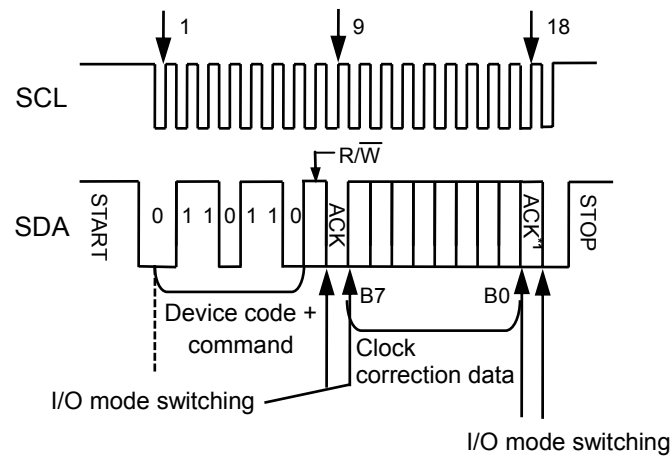 1 9 18
SCL
R/W̅
SDA
START 0 1 1 0 1 1 0 ACK ACK*1 STOP
B7 B0
Device code +
command
Clock
correction data
I/O mode switching
I/O mode switching